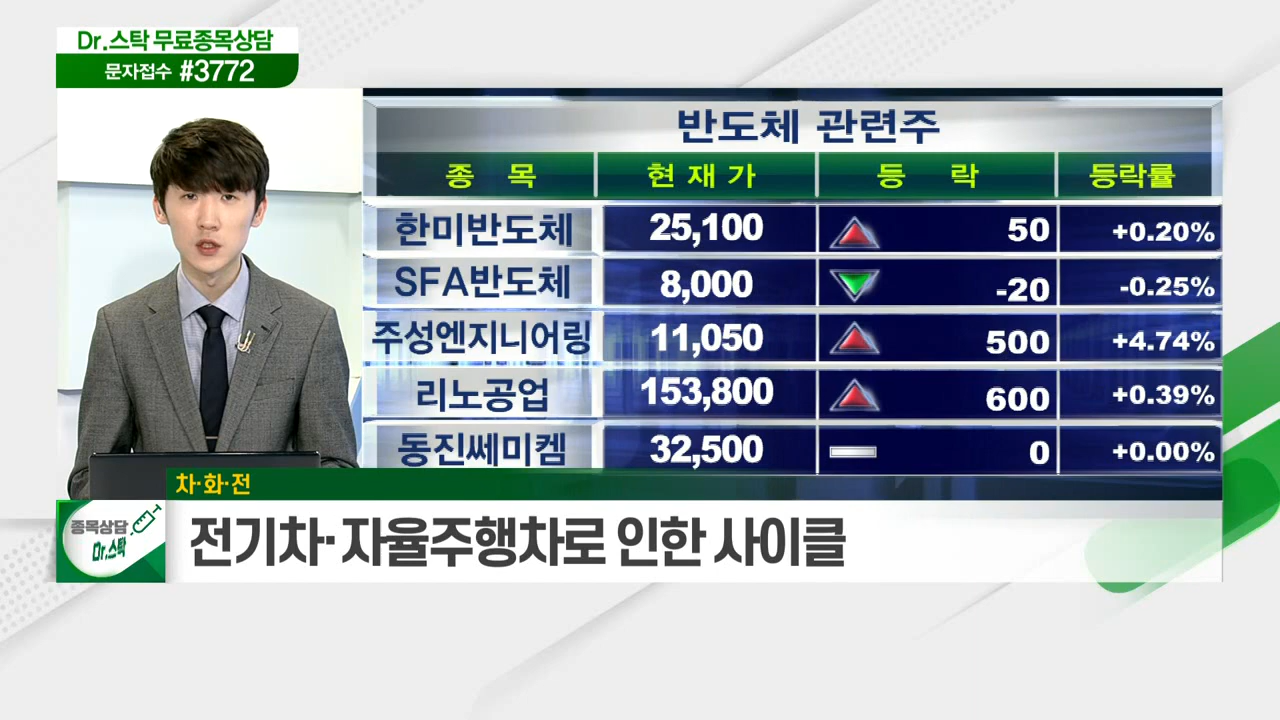 Dr.스탁 무료종목상담
문자접수 #3772
반도체 관련주
종 목 현재가 등 락 등락률
한미반도체 25,100 50 +0.20%
SFA반도체 8,000 -20 -0.25%
주성엔지니어링 11,050 500 +4.74%
리노공업 153,800 600 +0.39%
동진쎄미켐 32,500 0 +0.00%
차·화·전
종목상담
Dr.스탁
전기차·자율주행차로 인한 사이클